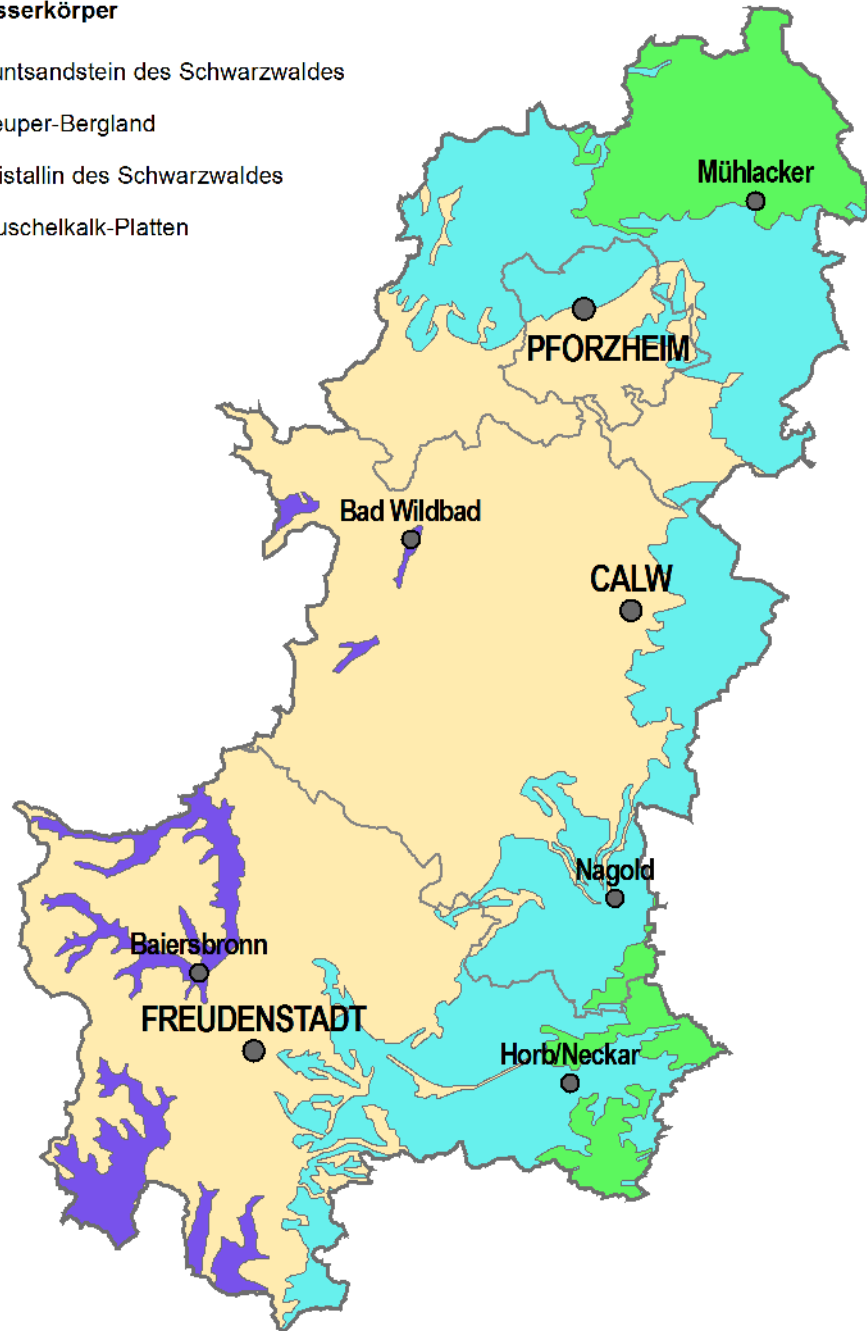 sserkörper
untsandstein des Schwarzwaldes
euper-Bergland
istallin des Schwarzwaldes
uschelkalk-Platten
Mühlacker
PFORZHEIM
Bad Wildbad
CALW
Nagold
Baiersbronn
FREUDENSTADT
Horb/Neckar